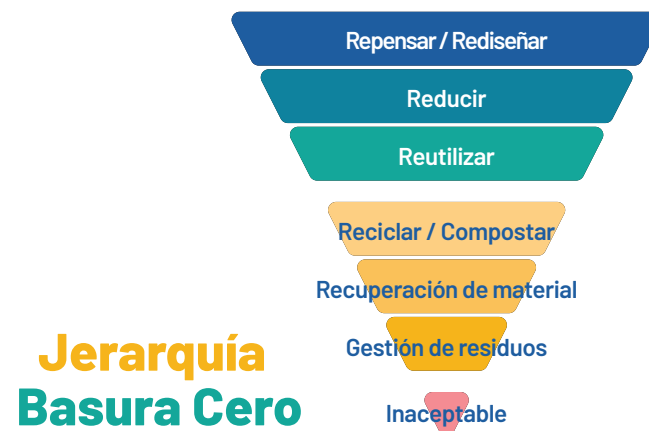 Repensar / Rediseñar
Reducir
Reutilizar
Reciclar / Compostar
Recuperación de material
Gestión de residuos
Inaceptable
Jerarquía
Basura Cero